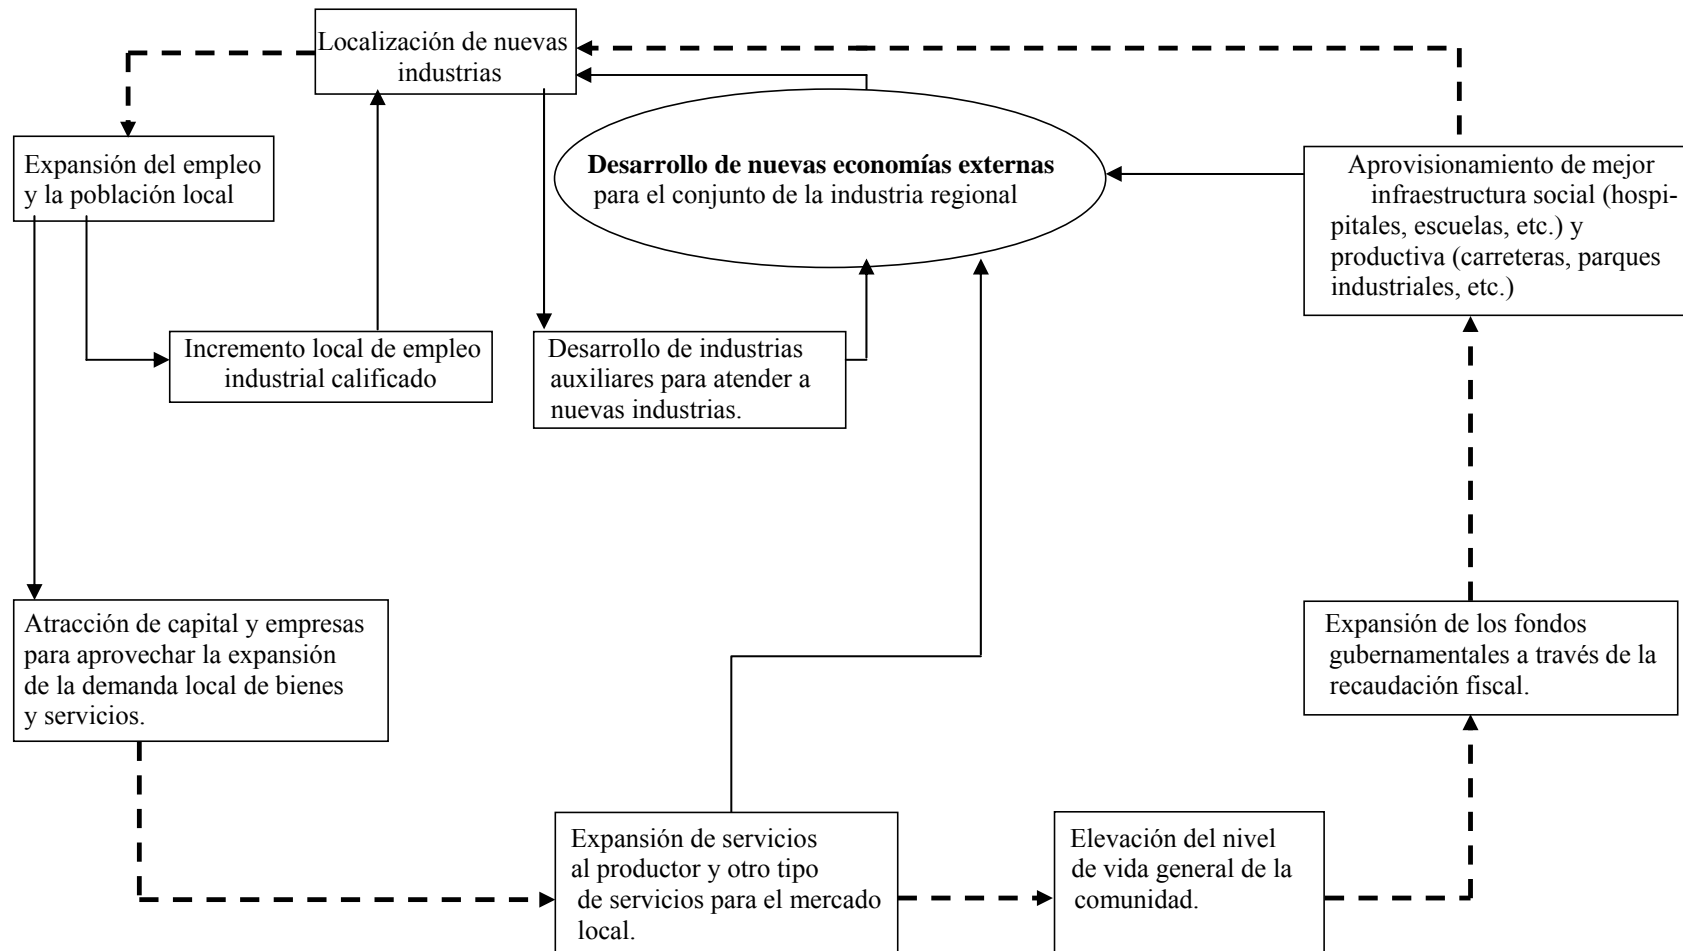 Localización de nuevas
industrias
Expansión del empleo
y la población local
Desarrollo de nuevas economías externas
para el conjunto de la industria regional
Aprovisionamiento de mejor
infraestructura social (hospi-
pitales, escuelas, etc.) y
productiva (carreteras, parques
industriales, etc.)
Incremento local de empleo
industrial calificado
Desarrollo de industrias
auxiliares para atender a
nuevas industrias.
Atracción de capital y empresas
para aprovechar la expansión
de la demanda local de bienes
y servicios.
Expansión de los fondos
gubernamentales a través de la
recaudación fiscal.
Expansión de servicios
al productor y otro tipo
de servicios para el mercado
local.
Elevación del nivel
de vida general de la
comunidad.